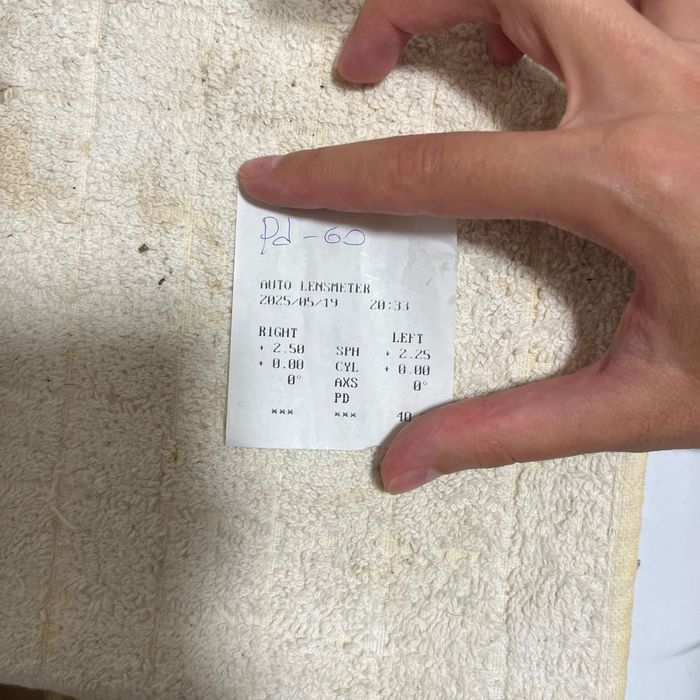 Pd - 60
AUTO LENSMETER
2025/05/19 20:33
RIGHT LEFT
+ 2.50 SPH + 2.25
+ 0.00 CYL + 0.00
0° AXS 0°
PD
*** *** 40